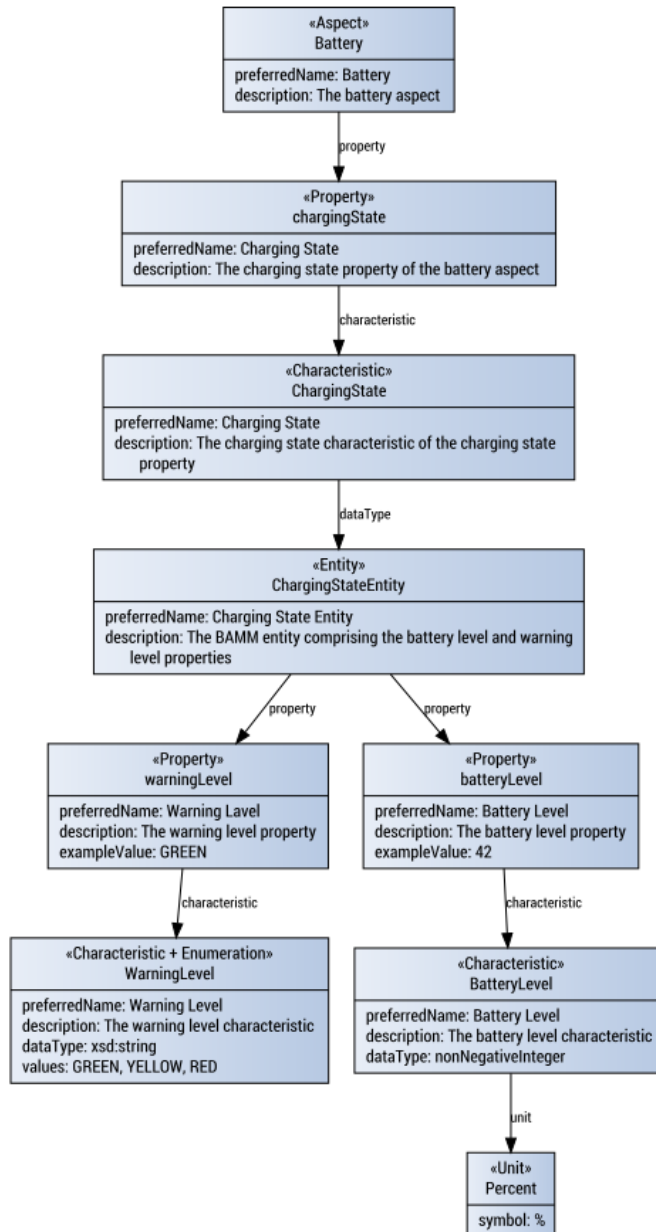 «Aspect»
Battery
preferredName: Battery
description: The battery aspect
property
«Property»
chargingState
preferredName: Charging State
description: The charging state property of the battery aspect
characteristic
«Characteristic»
ChargingState
preferredName: Charging State
description: The charging state characteristic of the charging state
property
dataType
«Entity»
ChargingStateEntity
preferredName: Charging State Entity
description: The BAMM entity comprising the battery level and warning
level properties
property
property
«Property»
warningLevel
preferredName: Warning Lavel
description: The warning level property
exampleValue: GREEN
«Property»
batteryLevel
preferredName: Battery Level
description: The battery level property
exampleValue: 42
characteristic
characteristic
«Characteristic + Enumeration»
WarningLevel
preferredName: Warning Level
description: The warning level characteristic
dataType: xsd:string
values: GREEN, YELLOW, RED
«Characteristic»
BatteryLevel
preferredName: Battery Level
description: The battery level characteristic
dataType: nonNegativeInteger
unit
«Unit»
Percent
symbol: %